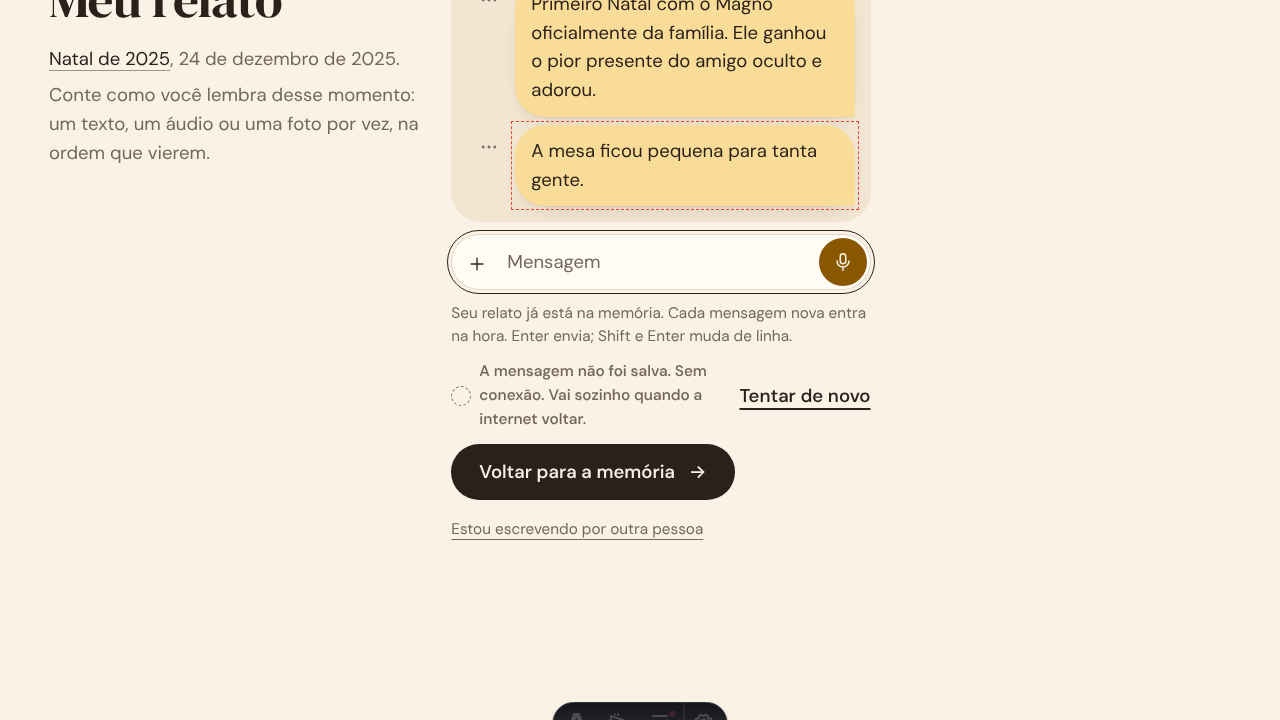 Meu relato
Natal de 2025, 24 de dezembro de 2025.
Conte como você lembra desse momento:
um texto, um áudio ou uma foto por vez, na
ordem que vierem.
Primeiro Natal com o Magno
oficialmente da família. Ele ganhou
o pior presente do amigo oculto e
adorou.
A mesa ficou pequena para tanta
gente.
Mensagem
Seu relato já está na memória. Cada mensagem nova entra
na hora. Enter envia; Shift e Enter muda de linha.
A mensagem não foi salva. Sem
conexão. Vai sozinho quando a
internet voltar.
Tentar de novo
Voltar para a memória →
Estou escrevendo por outra pessoa